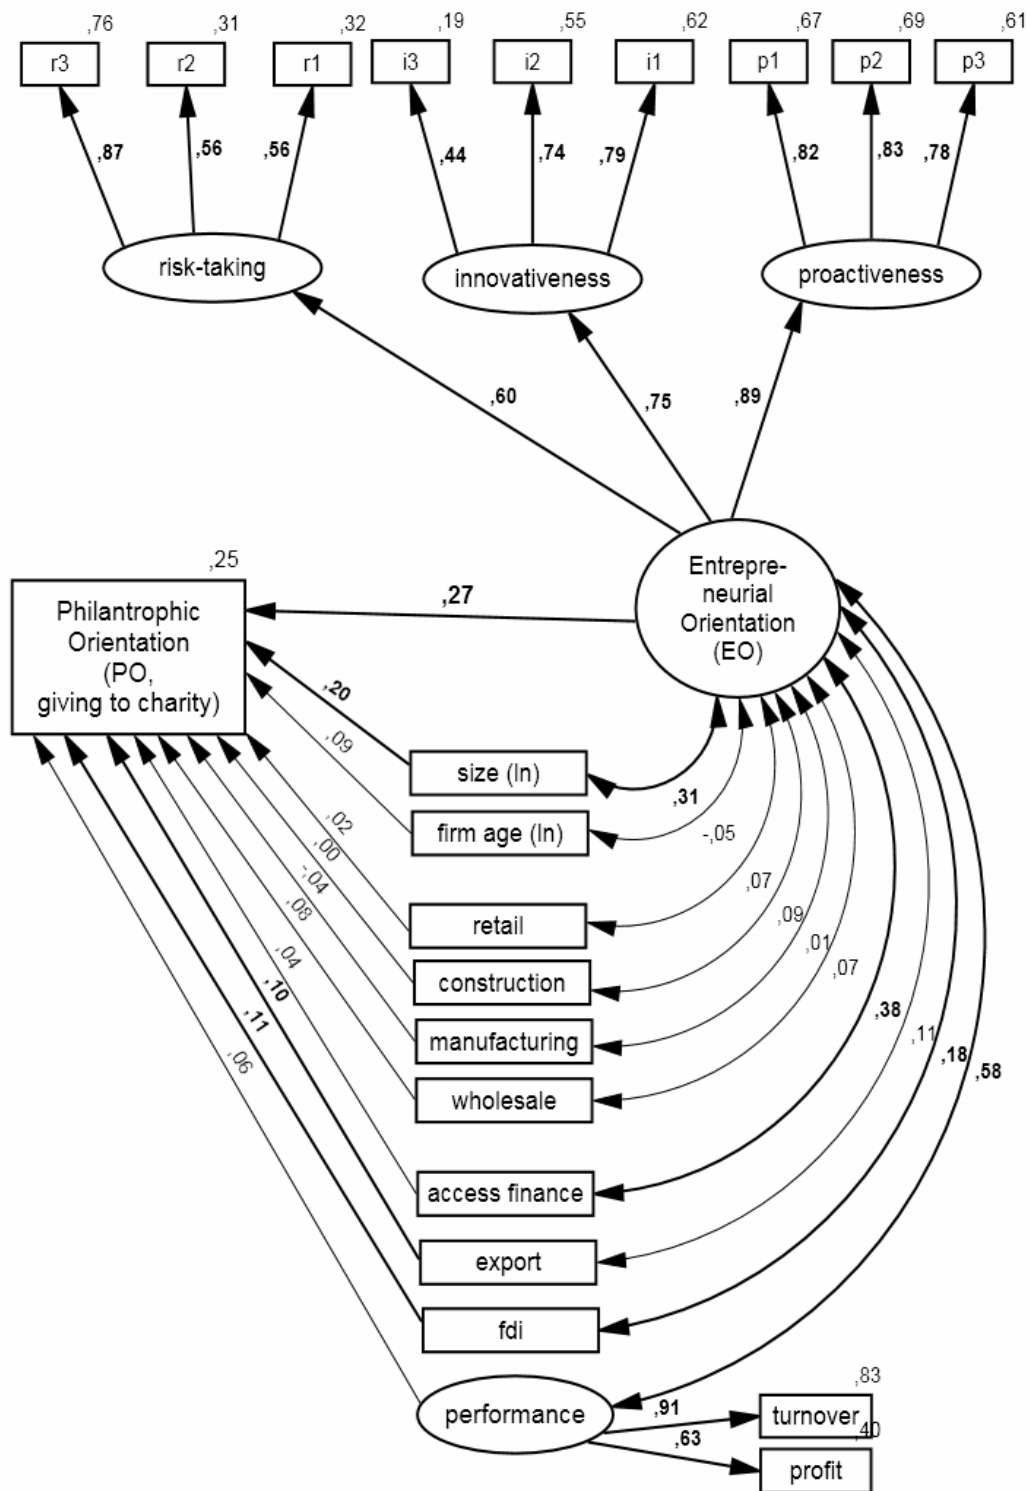 ,76 ,31 ,32 ,19 ,55 ,62 ,67 ,69 ,61
r3 r2 r1 i3 i2 i1 p1 p2 p3
,87 ,56 ,56 ,44 ,74 ,79 ,82 ,83 ,78
risk-taking innovativeness proactiveness
,60 ,75 ,89
,25
Philantrophic
Orientation
(PO,
giving to charity)
,27
Entrepre-
neurial
Orientation
(EO)
,20
,09
size (ln)
,31
firm age (ln)
-,05
,02
,00
-,04
,08
,04
,10
,11
,06
retail
,07
construction
,09
manufacturing
,01
wholesale
,07
access finance
,38
export
,11
fdi
,18
,58
performance
,91
,63
,83
turnover
,40
profit